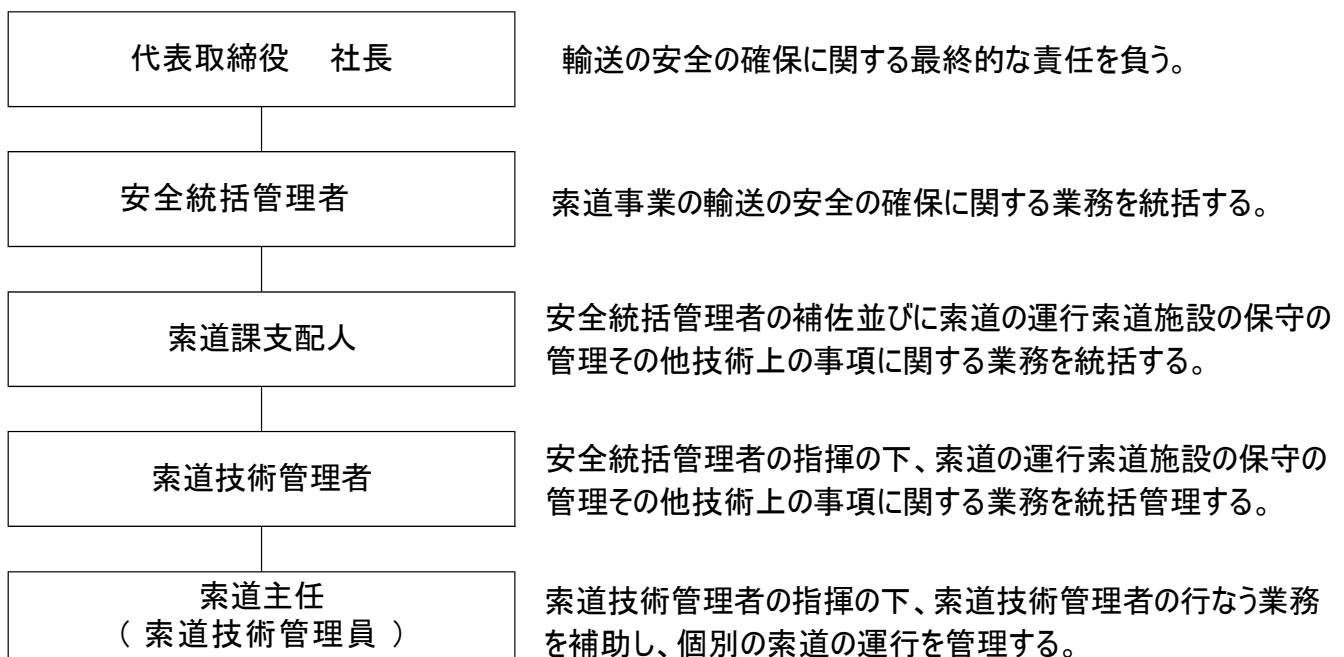 代表取締役　社長
輸送の安全の確保に関する最終的な責任を負う。
安全統括管理者
索道事業の輸送の安全の確保に関する業務を統括する。
索道課支配人
安全統括管理者の補佐並びに索道の運行索道施設の保守の
管理その他技術上の事項に関する業務を統括する。
索道技術管理者
安全統括管理者の指揮の下、索道の運行索道施設の保守の
管理その他技術上の事項に関する業務を統括管理する。
索道主任
（ 索道技術管理員 ）
索道技術管理者の指揮の下、索道技術管理者の行なう業務
を補助し、個別の索道の運行を管理する。